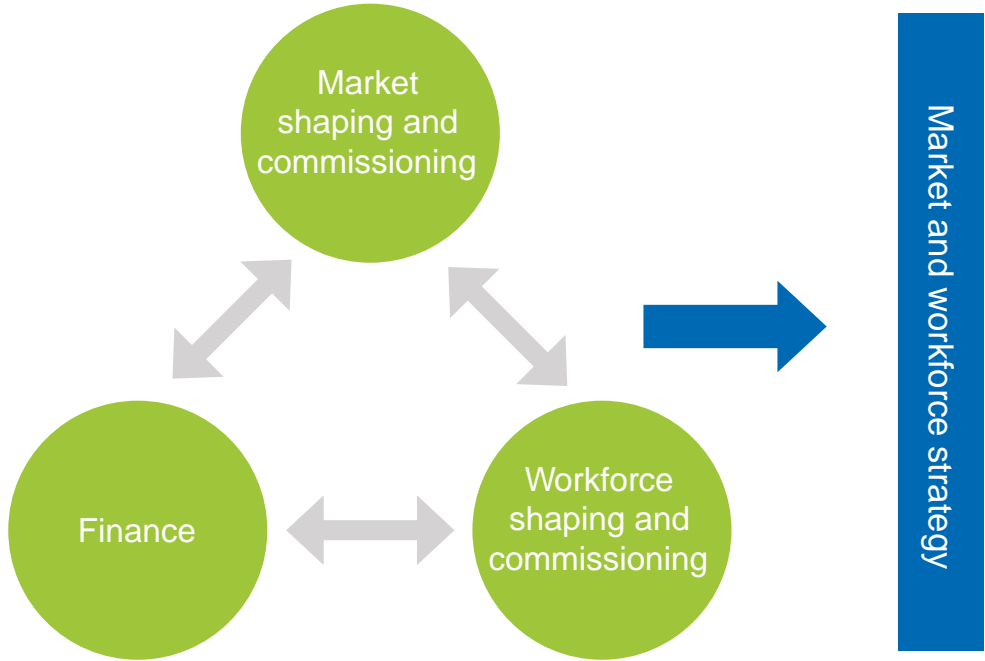 Market
shaping and
commissioning
Finance
Workforce
shaping and
commissioning
Market and workforce strategy